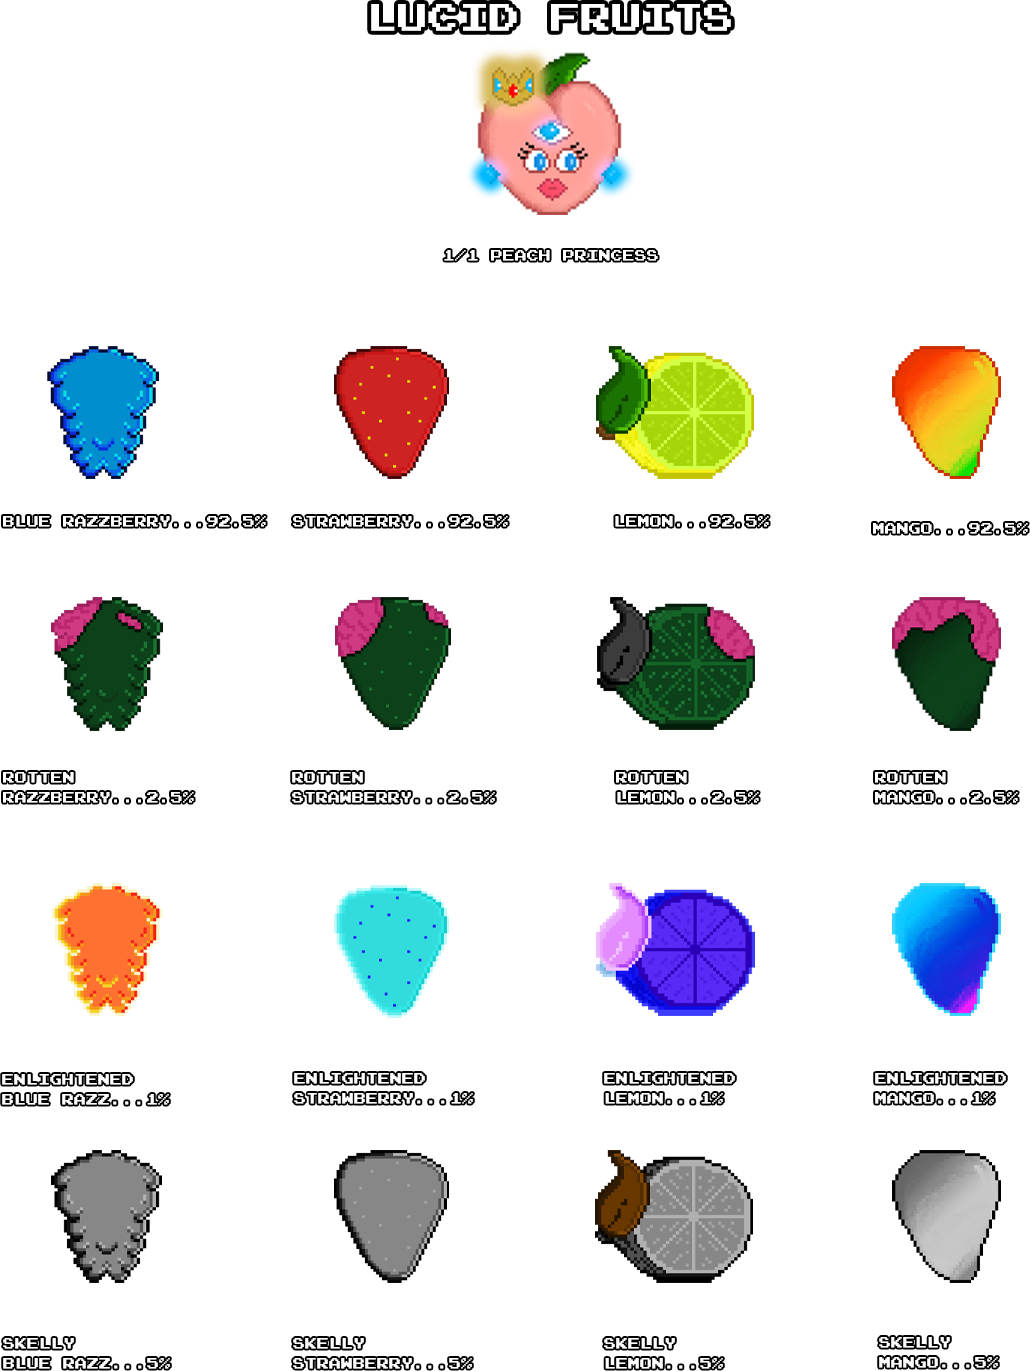 LUCID FRUITS
1/1 PEACH PRINCESS
BLUE RAZZBERRY...92.5%
STRAWBERRY...92.5%
LEMON...92.5%
MANGO...92.5%
ROTTEN
RAZZBERRY...2.5%
ROTTEN
STRAWBERRY...2.5%
ROTTEN
LEMON...2.5%
ROTTEN
MANGO...2.5%
ENLIGHTENED
BLUE RAZZ...1%
ENLIGHTENED
STRAWBERRY...1%
ENLIGHTENED
LEMON...1%
ENLIGHTENED
MANGO...1%
SKELLY
BLUE RAZZ...5%
SKELLY
STRAWBERRY...5%
SKELLY
LEMON...5%
SKELLY
MANGO...5%